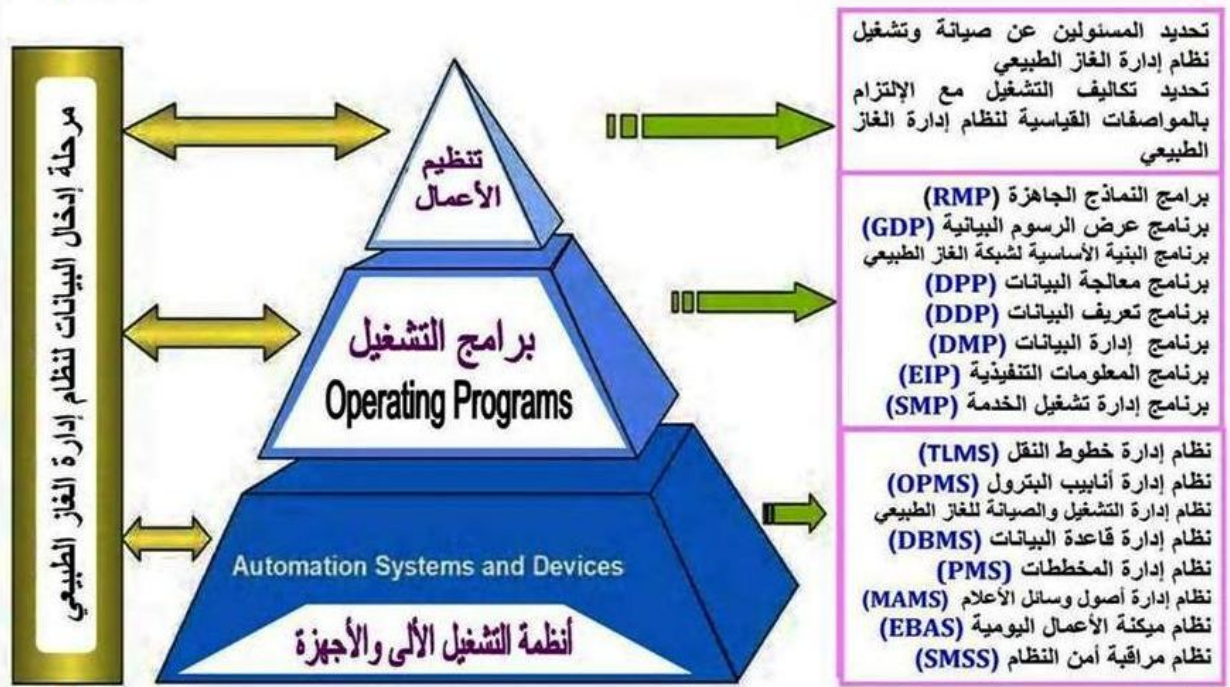 مرحلة إدخال البيانات لنظام إدارة الغاز الطبيعي
تنظيم
الأعمال
برامج التشغيل
Operating Programs
Automation Systems and Devices
أنظمة التشغيل الألى والأجهزة
تحديد المسئولين عن صيانة وتشغيل
نظام إدارة الغاز الطبيعي
تحديد تكاليف التشغيل مع الإلتزام
بالمواصفات القياسية لنظام إدارة الغاز
الطبيعي
برامج النماذج الجاهزة (RMP)
برنامج عرض الرسوم البيانية (GDP)
برنامج البنية الأساسية لشبكة الغاز الطبيعي
برنامج معالجة البيانات (DPP)
برنامج تعريف البيانات (DDP)
برنامج إدارة البيانات (DMP)
برنامج المعلومات التنفيذية (EIP)
برنامج إدارة تشغيل الخدمة (SMP)
نظام إدارة خطوط النقل (TLMS)
نظام إدارة أنابيب البترول (OPMS)
نظام إدارة التشغيل والصيانة للغاز الطبيعي
نظام إدارة قاعدة البيانات (DBMS)
نظام إدارة المخططات (PMS)
نظام إدارة أصول وسائل الأعلام (MAMS)
نظام ميكنة الأعمال اليومية (EBAS)
نظام مراقبة أمن النظام (SMSS)